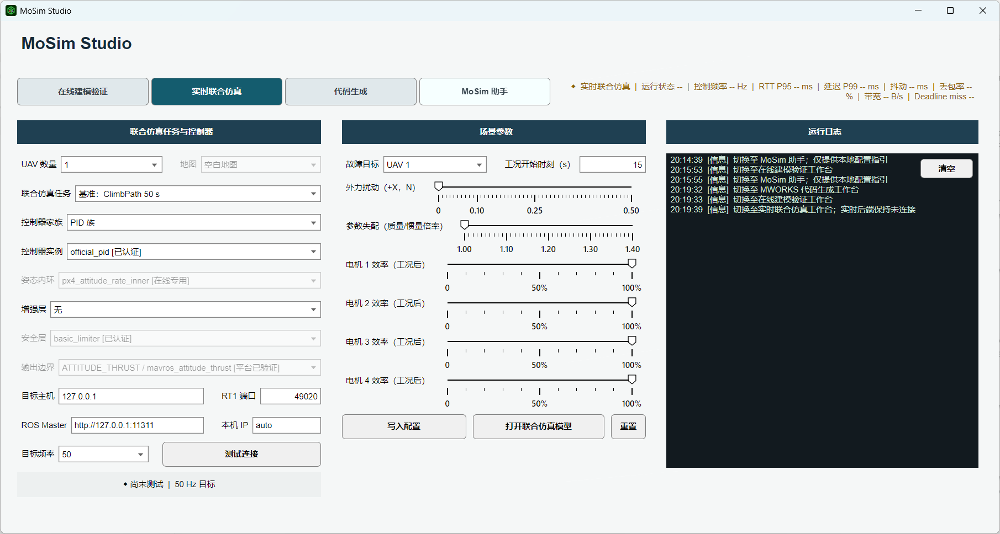 MoSim Studio
MoSim Studio
在线建模验证
实时联合仿真
代码生成
MoSim 助手
◆ 实时联合仿真 | 运行状态 -- | 控制频率 -- Hz | RTT P95 -- ms | 延迟 P99 -- ms | 抖动 -- ms | 丢包率 --
% | 带宽 -- B/s | Deadline miss --
联合仿真任务与控制器
UAV 数量 1 地图 空白地图
联合仿真任务 基准：ClimbPath 50 s
控制器家族 PID 族
控制器实例 official_pid [已认证]
姿态内环 px4_attitude_rate_inner [在线专用]
增强层 无
安全层 basic_limiter [已认证]
输出边界 ATTITUDE_THRUST / mavros_attitude_thrust [平台已验证]
目标主机 127.0.0.1 RT1 端口 49020
ROS Master http://127.0.0.1:11311 本机 IP auto
目标频率 50 测试连接
◆ 尚未测试 | 50 Hz 目标
场景参数
故障目标 UAV 1 工况开始时刻（s） 15
外力扰动（+X，N）
0 0.10 0.25 0.50
参数失配（质量/惯量倍率）
1.00 1.10 1.20 1.30 1.40
电机 1 效率（工况后）
0 50% 100%
电机 2 效率（工况后）
0 50% 100%
电机 3 效率（工况后）
0 50% 100%
电机 4 效率（工况后）
0 50% 100%
写入配置 打开联合仿真模型 重置
运行日志
清空
20:14:39 [信息] 切换至 MoSim 助手；仅提供本地配置指引
20:15:53 [信息] 切换至在线建模验证工作台
20:15:55 [信息] 切换至 MoSim 助手；仅提供本地配置指引
20:19:32 [信息] 切换至 MWORKS 代码生成工作台
20:19:33 [信息] 切换至在线建模验证工作台
20:19:39 [信息] 切换至实时联合仿真工作台；实时后端保持未连接